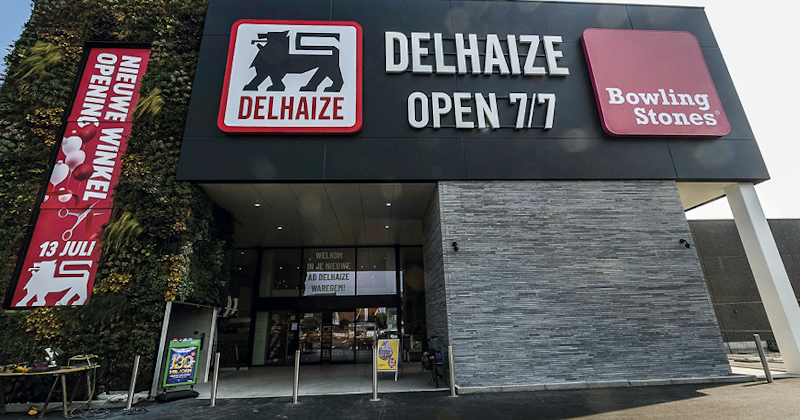 NIEUWE WINKEL
OPENING
13 JULI
DELHAIZE
DELHAIZE
OPEN 7/7
Bowling
Stones
WELKOM
IN JE NIEUWE
AD DELHAIZE
WAREGEM!
130